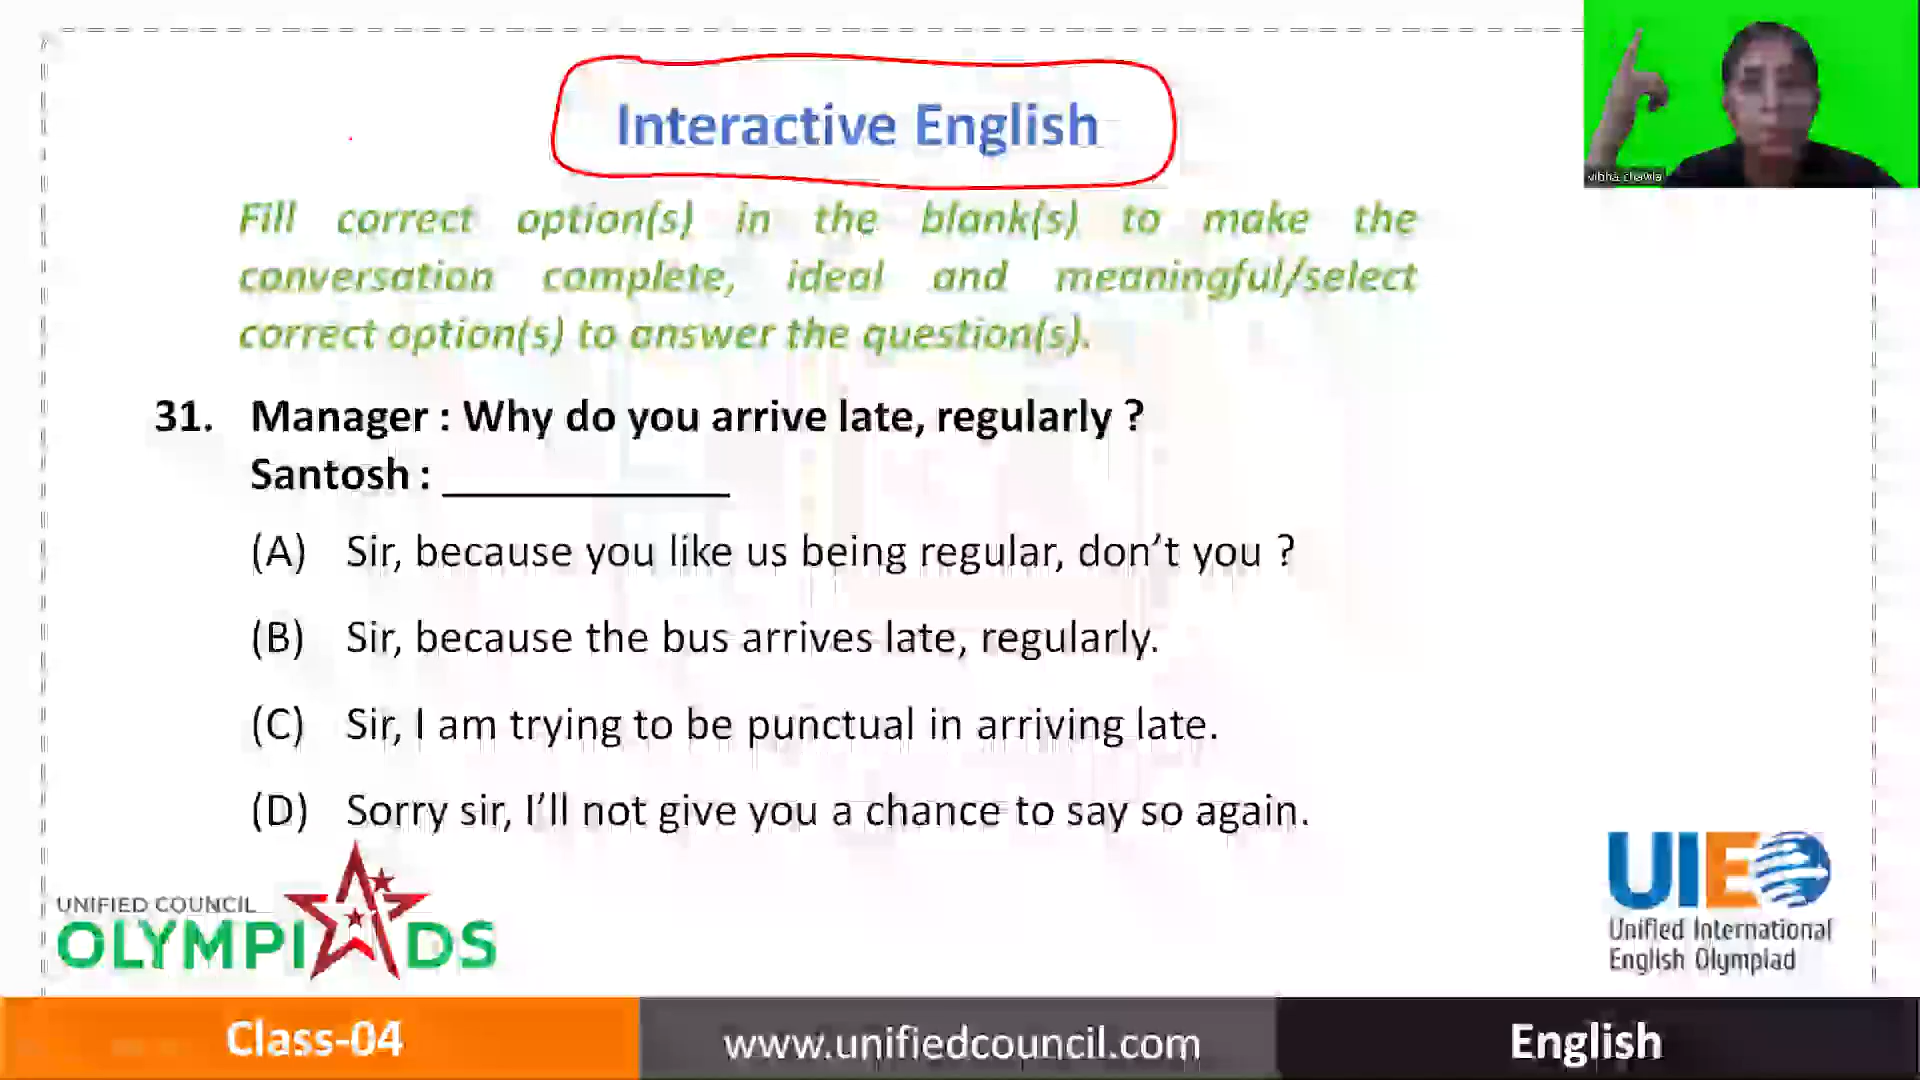 Interactive English
vibha chawla
Fill correct option(s) in the blank(s) to make the
conversation complete, ideal and meaningful/select
correct option(s) to answer the question(s).
31. Manager : Why do you arrive late, regularly ?
Santosh : ____________
(A) Sir, because you like us being regular, don't you ?
(B) Sir, because the bus arrives late, regularly.
(C) Sir, I am trying to be punctual in arriving late.
(D) Sorry sir, I'll not give you a chance to say so again.
UNIFIED COUNCIL
OLYMPIADS
UIEO
Unified International
English Olympiad
Class-04
www.unifiedcouncil.com
English